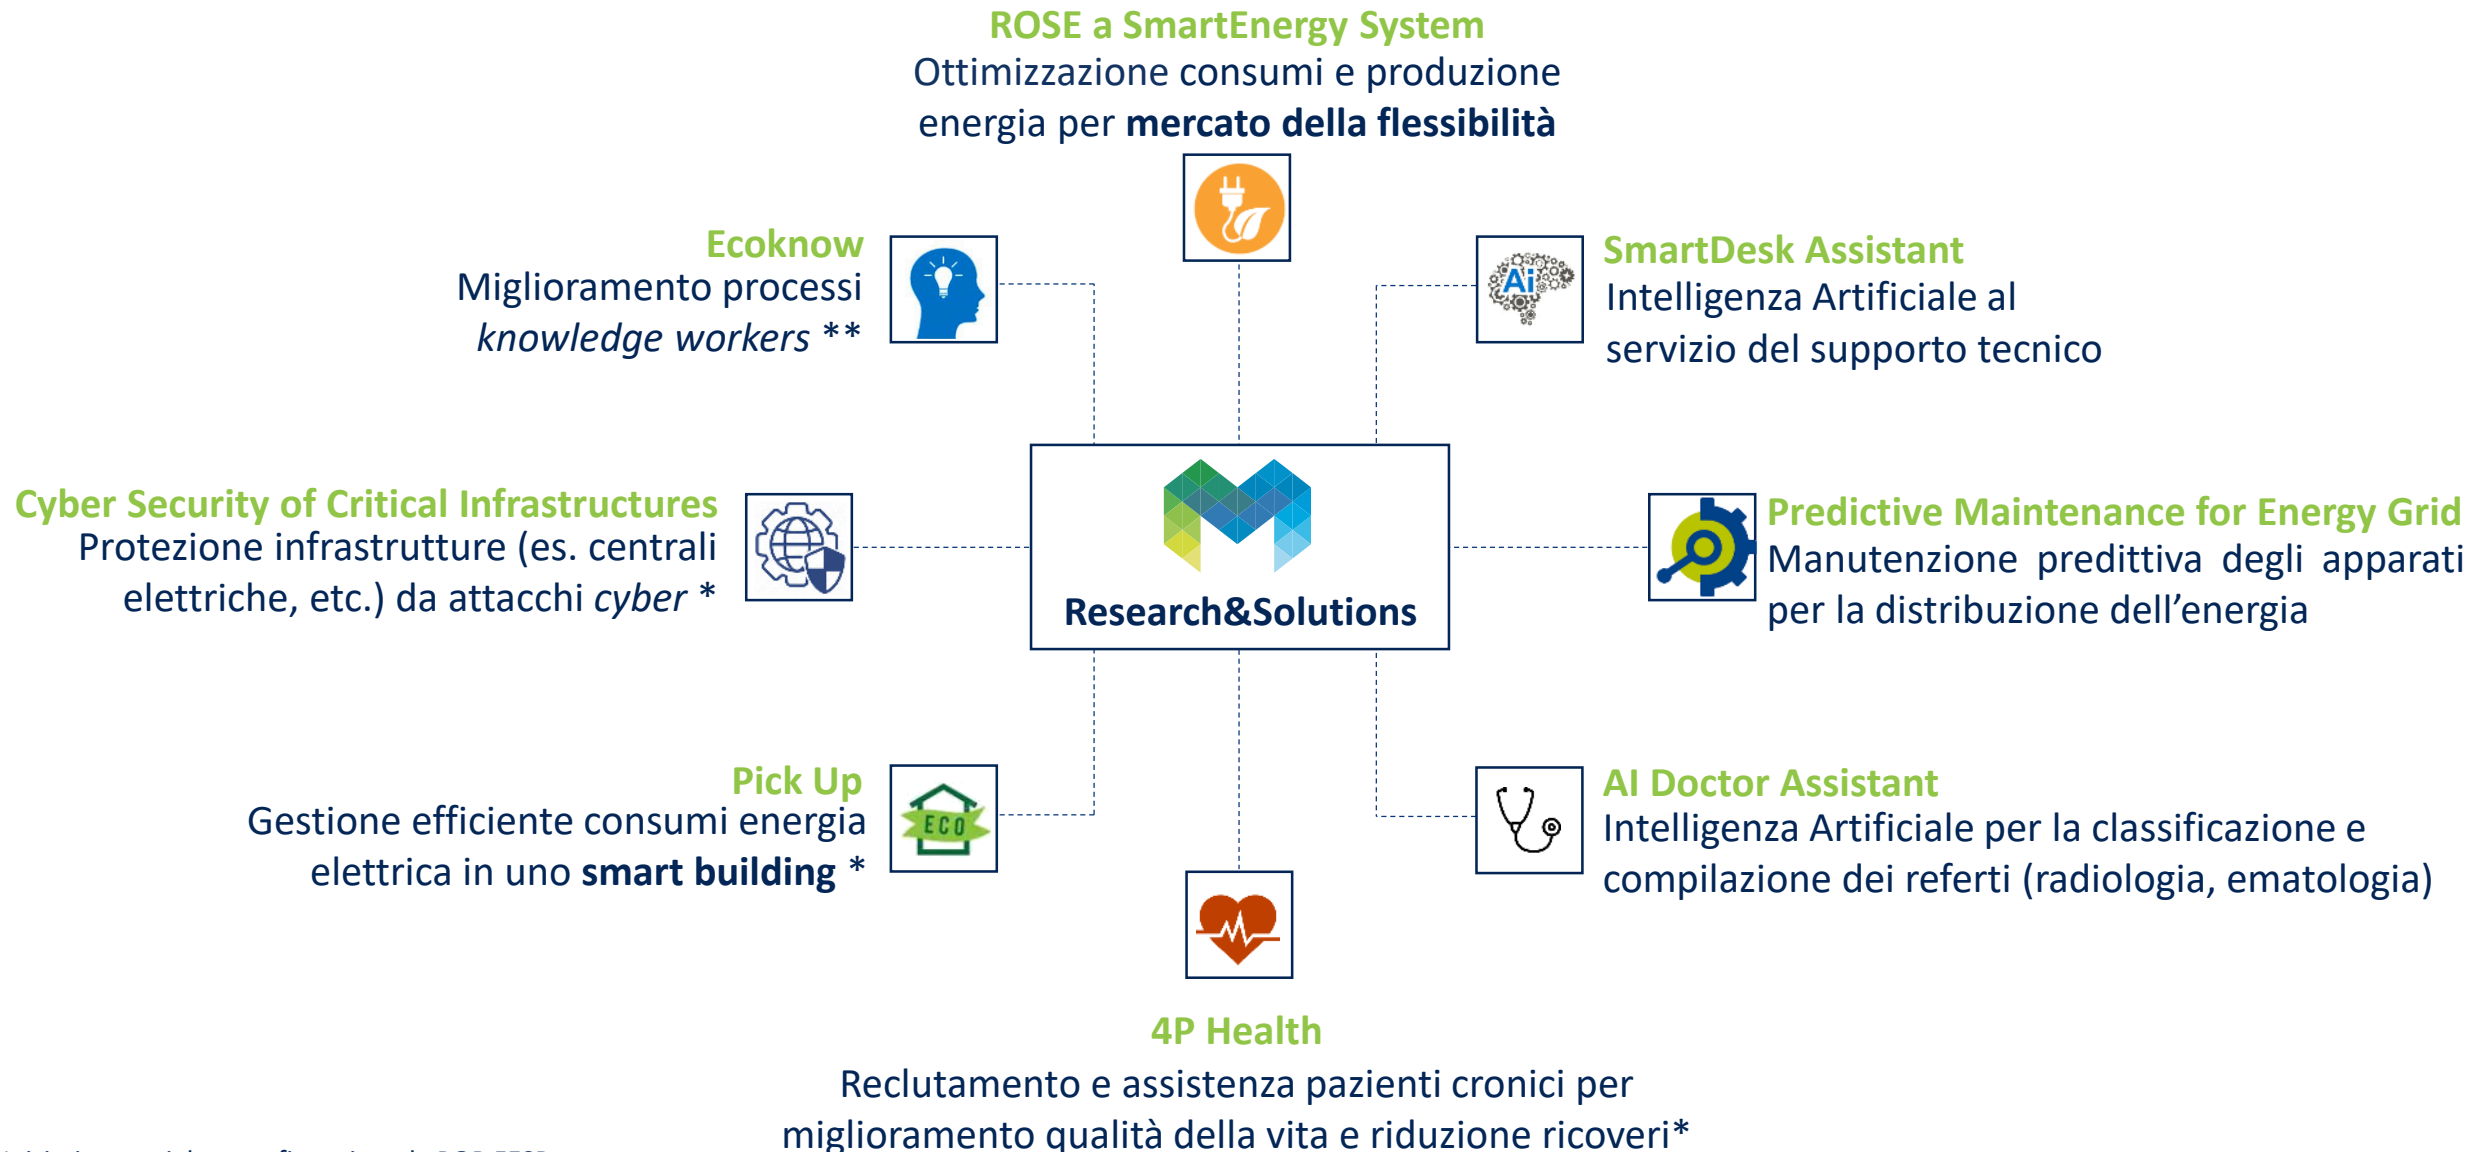 ROSE a SmartEnergy System
Ottimizzazione consumi e produzione
energia per mercato della flessibilità
Ecoknow
Miglioramento processi
knowledge workers **
SmartDesk Assistant
Intelligenza Artificiale al
servizio del supporto tecnico
Ai
Cyber Security of Critical Infrastructures
Protezione infrastrutture (es. centrali
elettriche, etc.) da attacchi cyber *
Research&Solutions
Predictive Maintenance for Energy Grid
Manutenzione predittiva degli apparati
per la distribuzione dell’energia
Pick Up
Gestione efficiente consumi energia
elettrica in uno smart building *
ECO
AI Doctor Assistant
Intelligenza Artificiale per la classificazione e
compilazione dei referti (radiologia, ematologia)
4P Health
Reclutamento e assistenza pazienti cronici per
miglioramento qualità della vita e riduzione ricoveri*